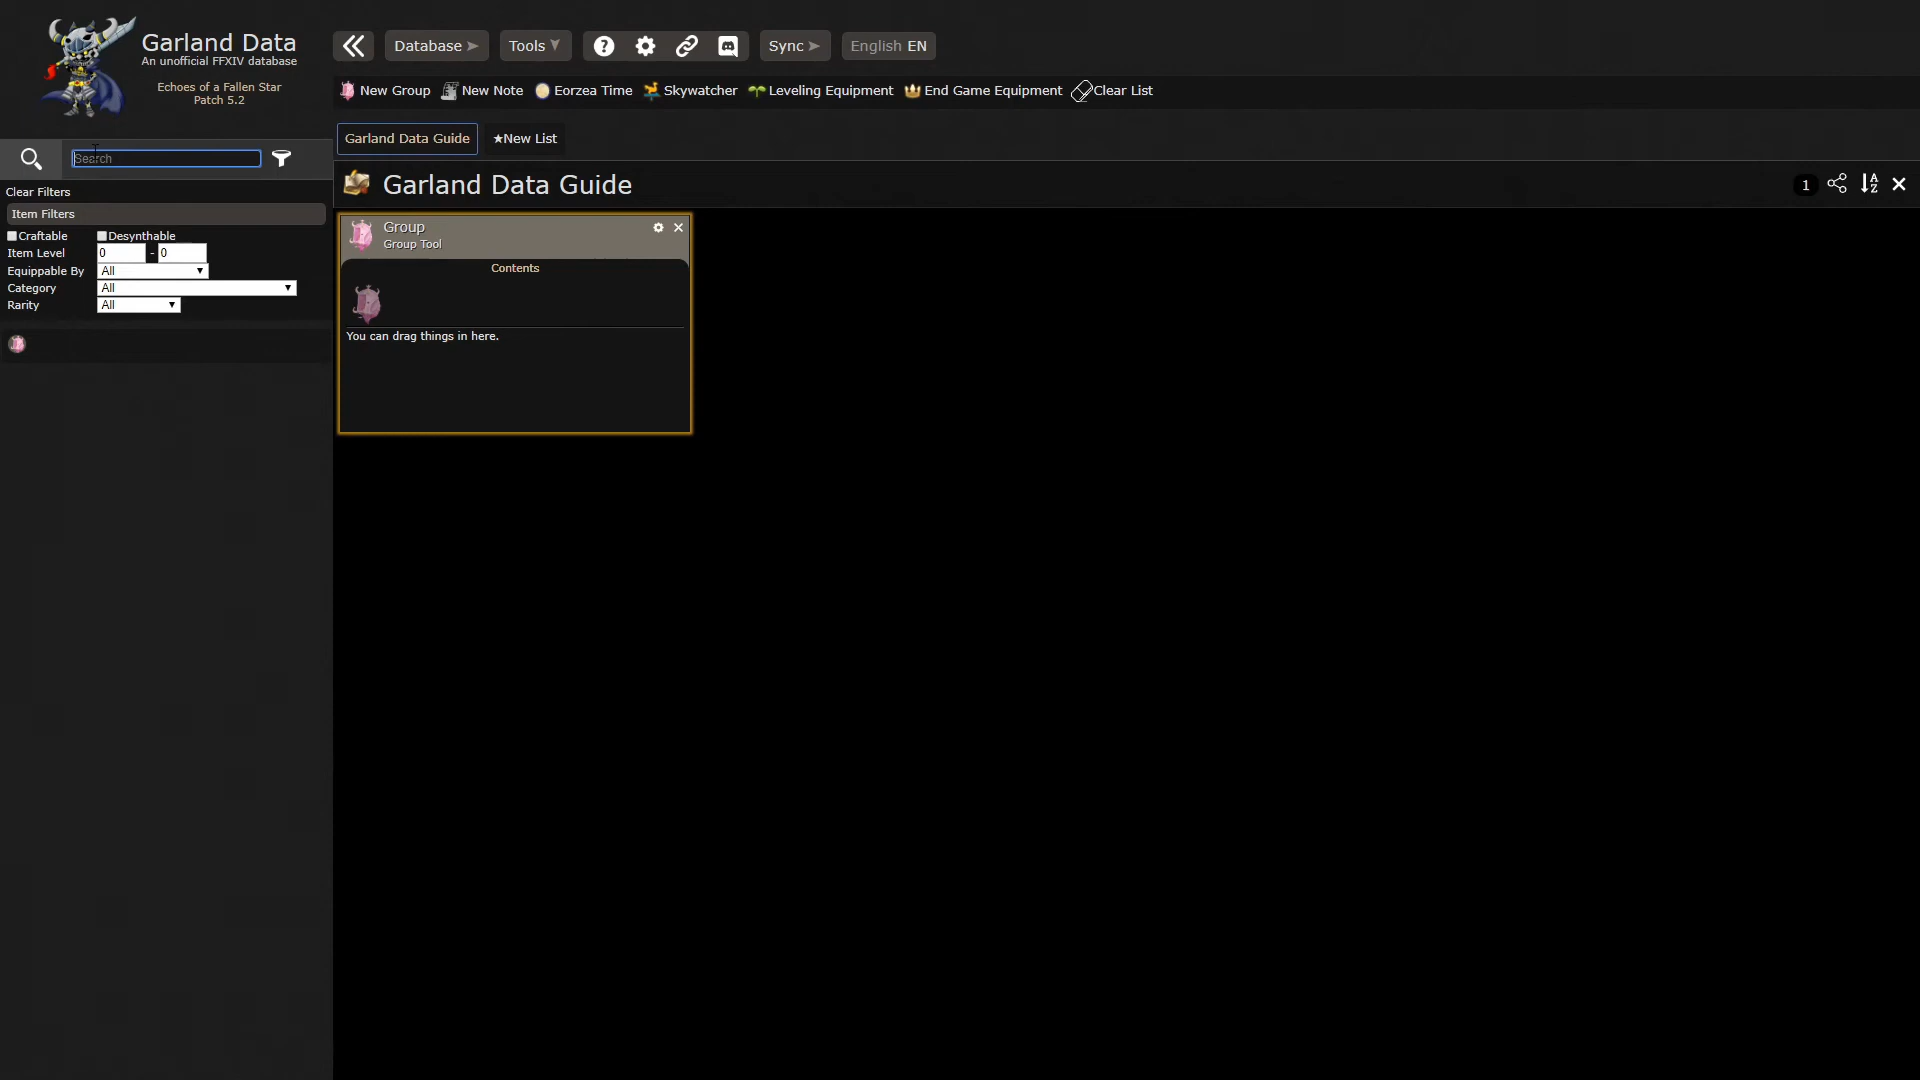 Garland Data
An unofficial FFXIV database
Echoes of a Fallen Star
Patch 5.2
Database
Tools
Sync
English EN
New Group
New Note
Eorzea Time
Skywatcher
Leveling Equipment
End Game Equipment
Clear List
Garland Data Guide
★New List
Search
Garland Data Guide
1
Clear Filters
Item Filters
Craftable
Desynthable
Item Level 0 - 0
Equippable By All
Category All
Rarity All
Group
Group Tool
Contents
You can drag things in here.